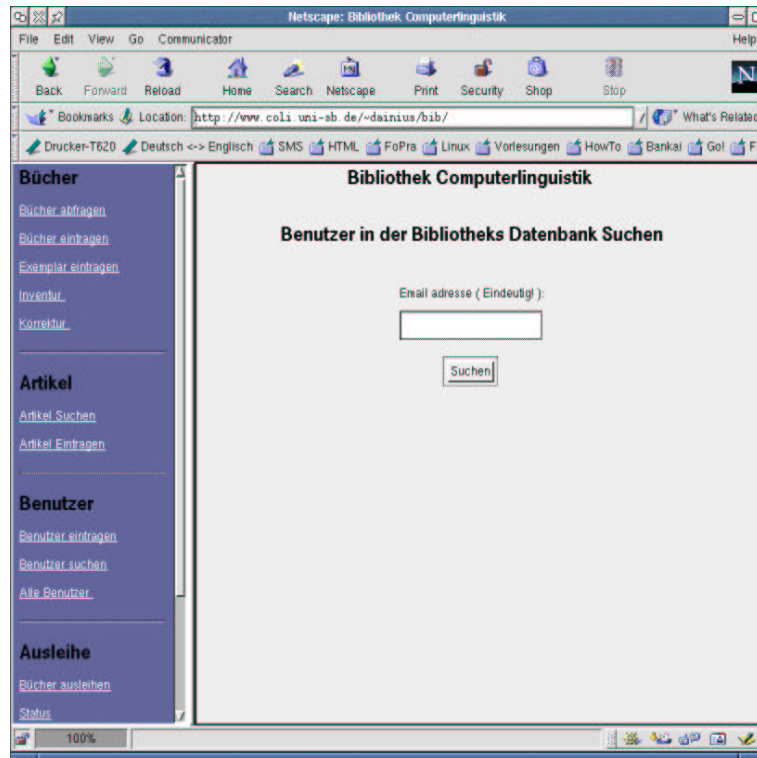 Netscape: Bibliothek Computerlinguistik
File Edit View Go Communicator Help
Back Forward Reload Home Search Netscape Print Security Shop Stop
Bookmarks Location: http://www.coli.uni-sb.de/~dainius/bib/ What's Related
Drucker-T620 Deutsch <-> Englisch SMS HTML FoPra Linux Vorlesungen HowTo Bankai Go! F
Bücher
Bücher abfragen
Bücher eintragen
Exemplar eintragen
Inventur
Korrektur
Artikel
Artikel Suchen
Artikel Eintragen
Benutzer
Benutzer eintragen
Benutzer suchen
Alle Benutzer
Ausleihe
Bücher ausleihen
Status
Bibliothek Computerlinguistik
Benutzer in der Bibliotheks Datenbank Suchen
Email adresse ( Eindeutig! ):
Suchen
100%